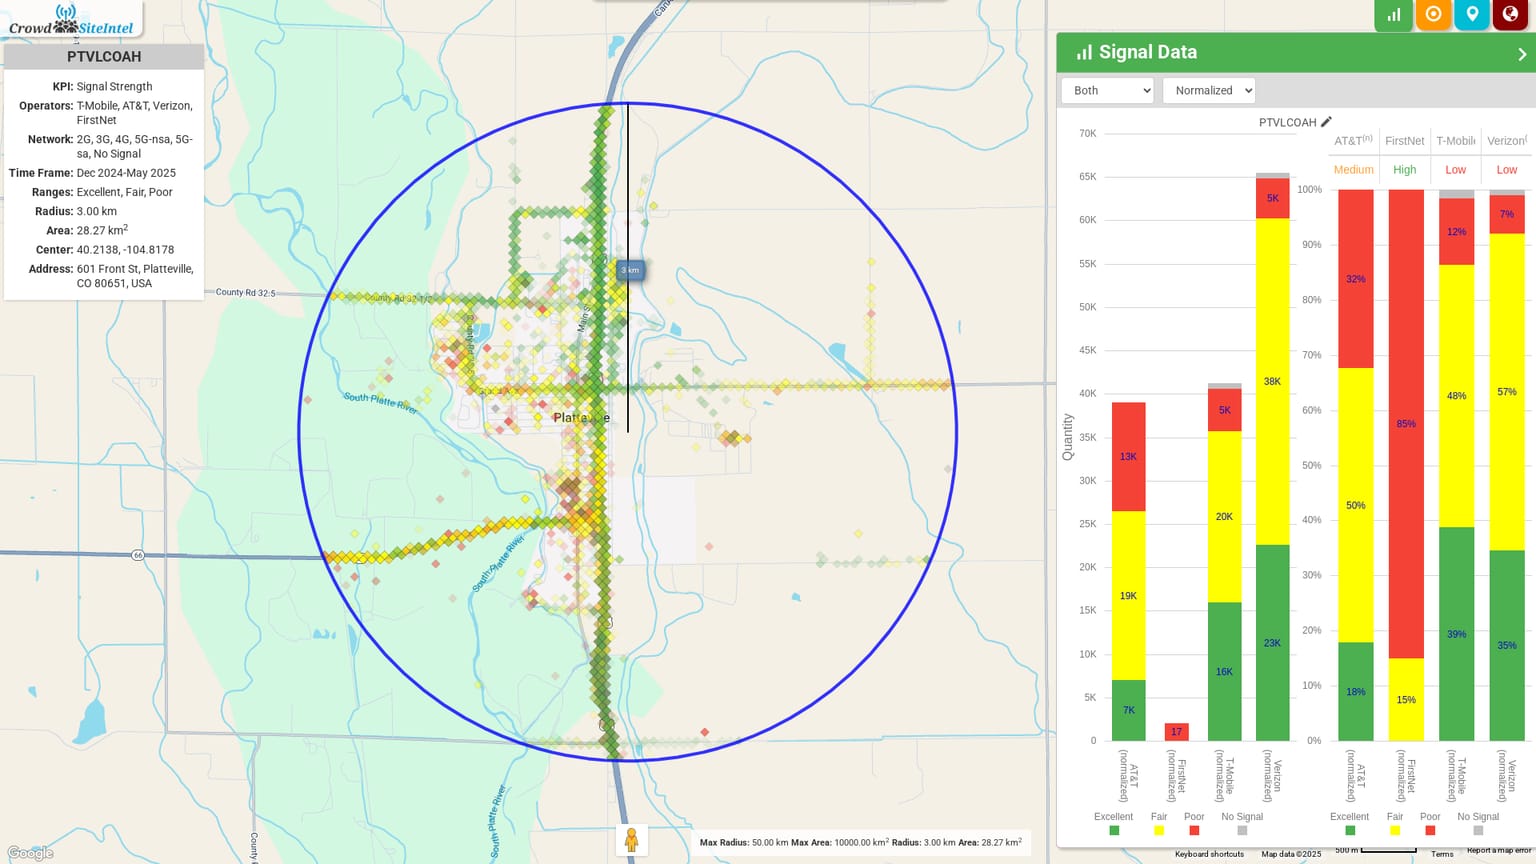 Crowd SiteIntel
PTVLCOAH
KPI: Signal Strength
Operators: T-Mobile, AT&T, Verizon,
FirstNet
Network: 2G, 3G, 4G, 5G-nsa, 5G-
sa, No Signal
Time Frame: Dec 2024-May 2025
Ranges: Excellent, Fair, Poor
Radius: 3.00 km
Area: 28.27 km²
Center: 40.2138, -104.8178
Address: 601 Front St, Platteville,
CO 80651, USA
County Rd 32.5
County Rd 32-1/2
3 km
Main S
South Platte River
Platteville
66
South Platte River
South Platte River
County
Google
Max Radius: 50.00 km Max Area: 10000.00 km² Radius: 3.00 km Area: 28.27 km²
Signal Data
Both
Normalized
PTVLCOAH
70K
65K
60K
55K
50K
45K
40K
35K
30K
25K
20K
15K
10K
5K
0
Quantity
13K
19K
7K
17
5K
20K
16K
5K
38K
23K
AT&T (normalized)
FirstNet (normalized)
T-Mobile (normalized)
Verizon (normalized)
Excellent
Fair
Poor
No Signal
AT&T(n)
FirstNet
T-Mobil
Verizon(
Medium
High
Low
Low
100%
90%
80%
70%
60%
50%
40%
30%
20%
10%
0%
32%
50%
18%
85%
15%
12%
48%
39%
7%
57%
35%
AT&T (normalized)
FirstNet (normalized)
T-Mobile (normalized)
Verizon (normalized)
Excellent
Fair
Poor
No Signal
Keyboard shortcuts
Map data ©2025
500 m
Terms
Report a map error